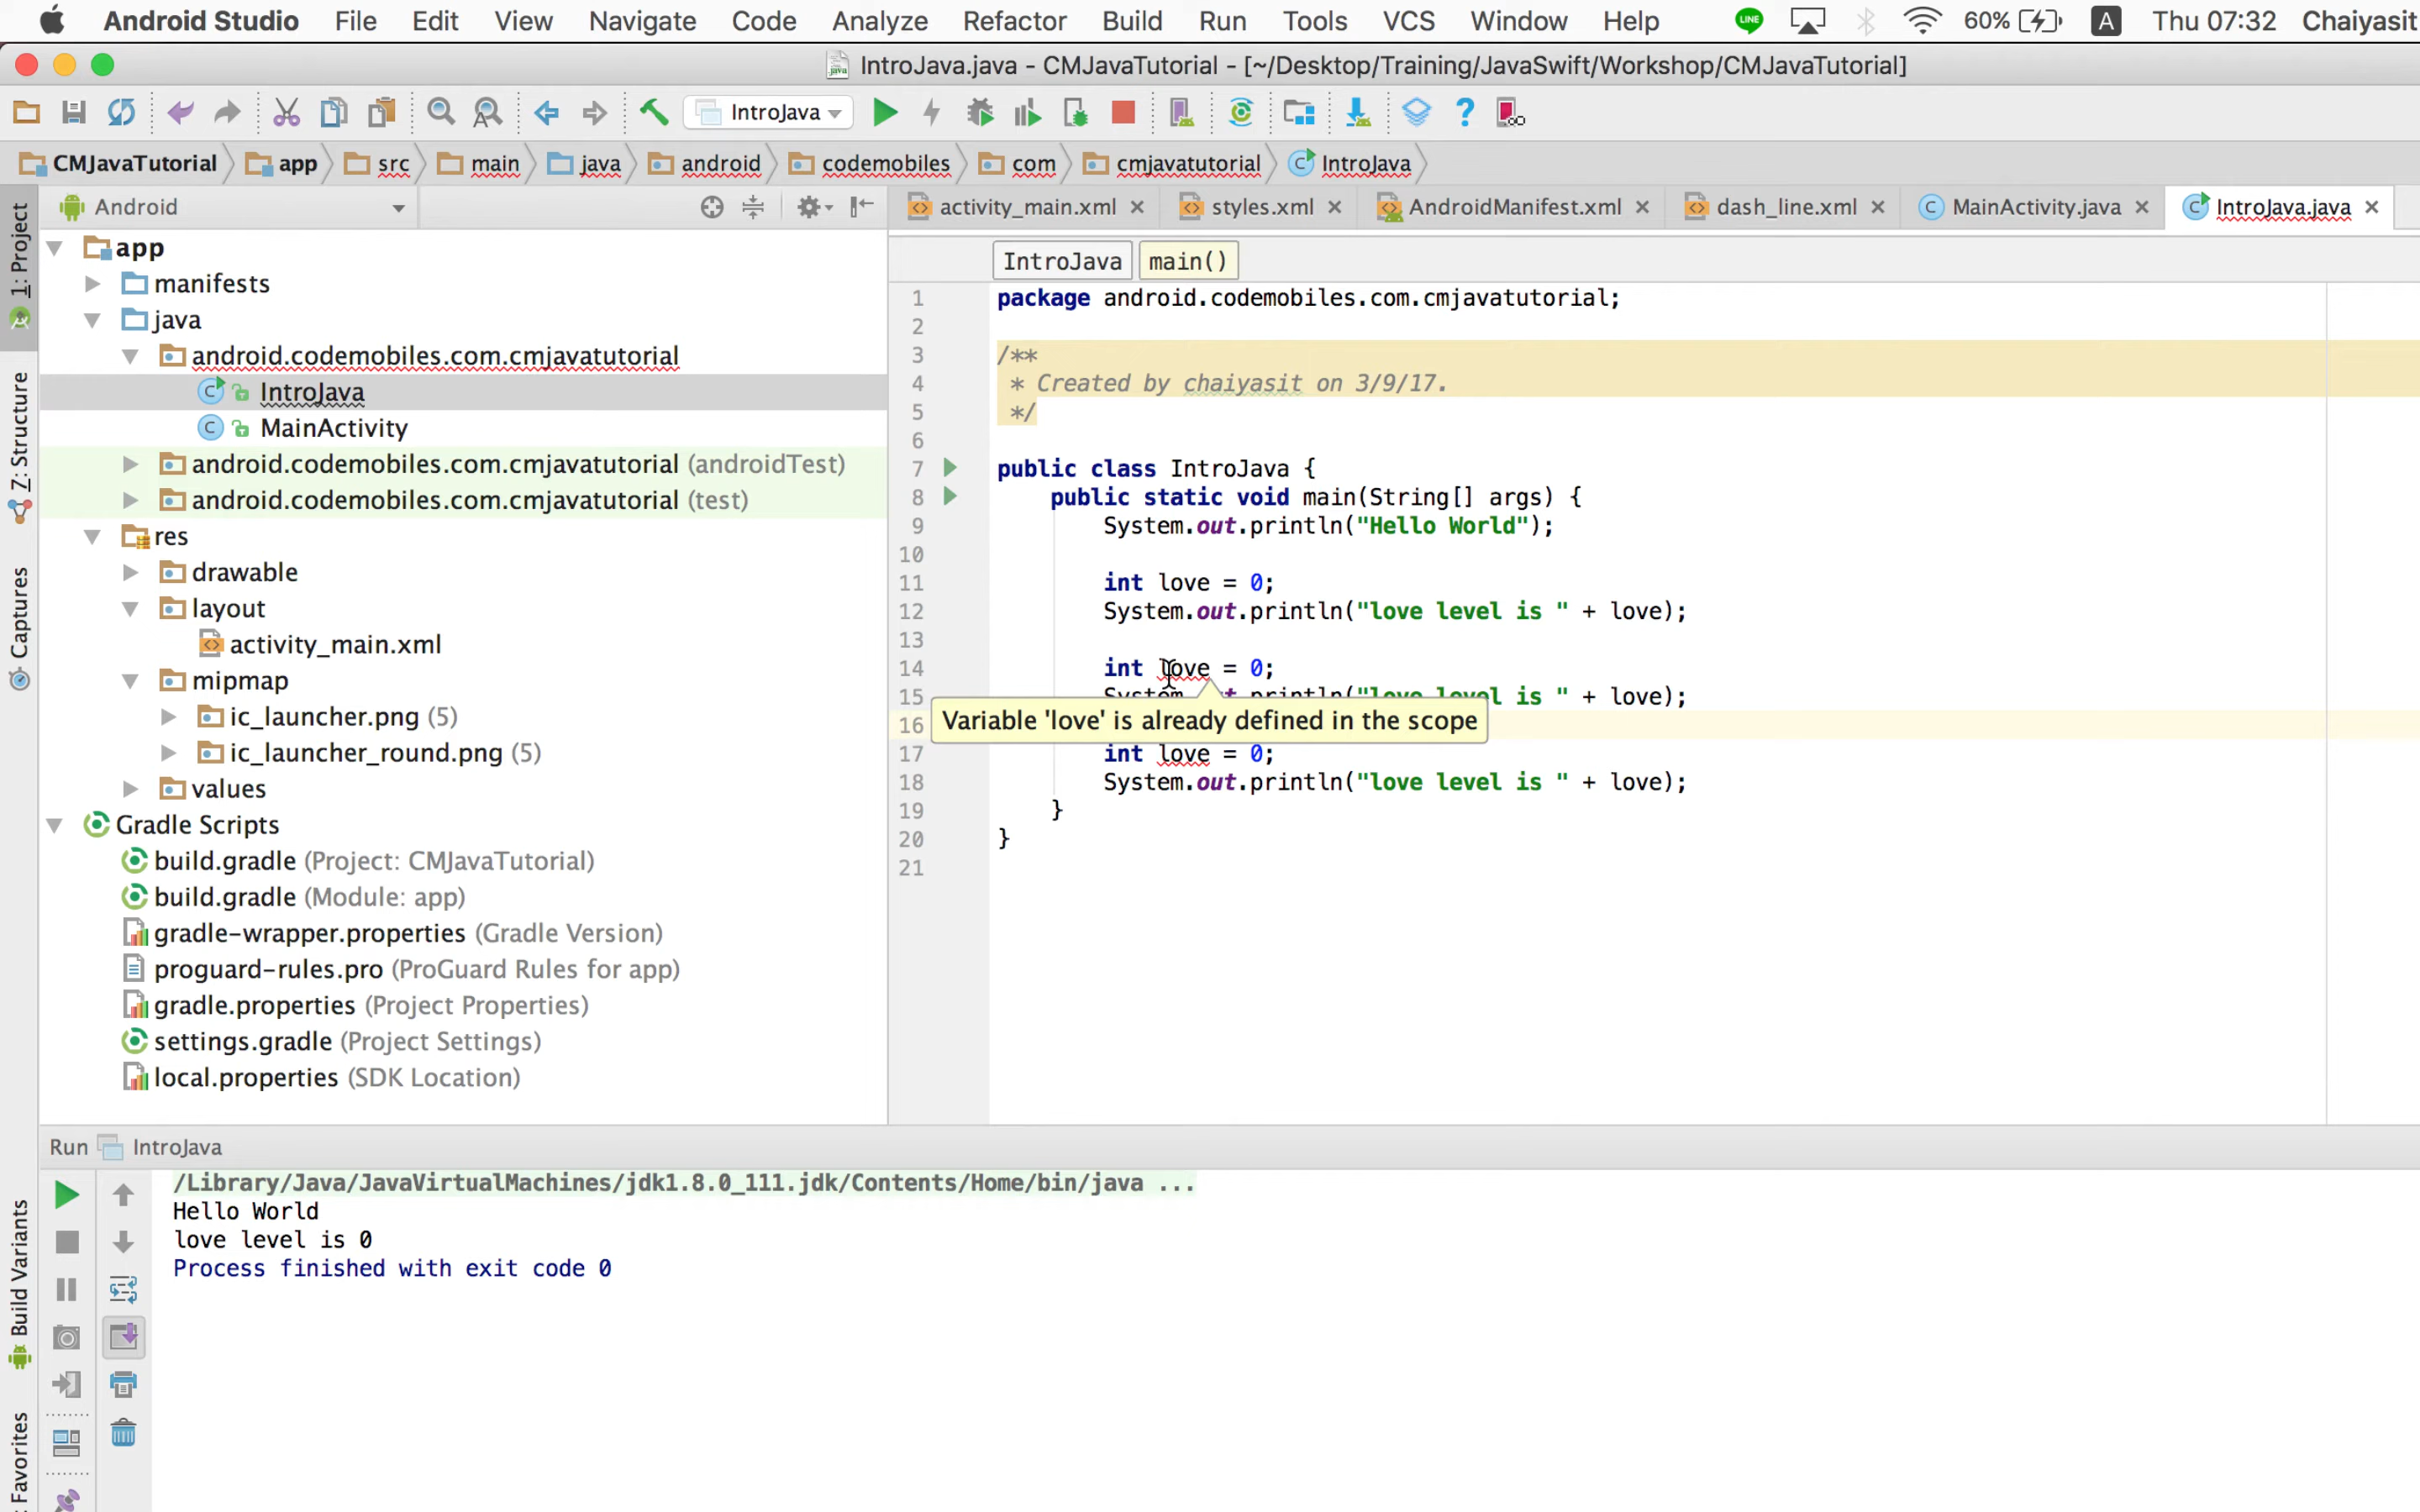 Android Studio File Edit View Navigate Code Analyze Refactor Build Run Tools VCS Window Help LINE 60% A Thu 07:32 Chaiyasit
IntroJava.java - CMJavaTutorial - [~/Desktop/Training/JavaSwift/Workshop/CMJavaTutorial]
IntroJava
CMJavaTutorial app src main java android codemobiles com cmjavatutorial IntroJava
Android
activity_main.xml styles.xml AndroidManifest.xml dash_line.xml MainActivity.java IntroJava.java
1: Project
Z: Structure
Captures
Build Variants
Favorites
app
manifests
java
android.codemobiles.com.cmjavatutorial
IntroJava
MainActivity
android.codemobiles.com.cmjavatutorial (androidTest)
android.codemobiles.com.cmjavatutorial (test)
res
drawable
layout
activity_main.xml
mipmap
ic_launcher.png (5)
ic_launcher_round.png (5)
values
Gradle Scripts
build.gradle (Project: CMJavaTutorial)
build.gradle (Module: app)
gradle-wrapper.properties (Gradle Version)
proguard-rules.pro (ProGuard Rules for app)
gradle.properties (Project Properties)
settings.gradle (Project Settings)
local.properties (SDK Location)
IntroJava main()
1 package android.codemobiles.com.cmjavatutorial;
2
3 /**
4 * Created by chaiyasit on 3/9/17.
5 */
6
7 public class IntroJava {
8 public static void main(String[] args) {
9 System.out.println("Hello World");
10
11 int love = 0;
12 System.out.println("love level is " + love);
13
14 int love = 0;
15 System.out.println("love level is " + love);
16
Variable 'love' is already defined in the scope
17 int love = 0;
18 System.out.println("love level is " + love);
19 }
20 }
21
Run IntroJava
/Library/Java/JavaVirtualMachines/jdk1.8.0_111.jdk/Contents/Home/bin/java ...
Hello World
love level is 0
Process finished with exit code 0